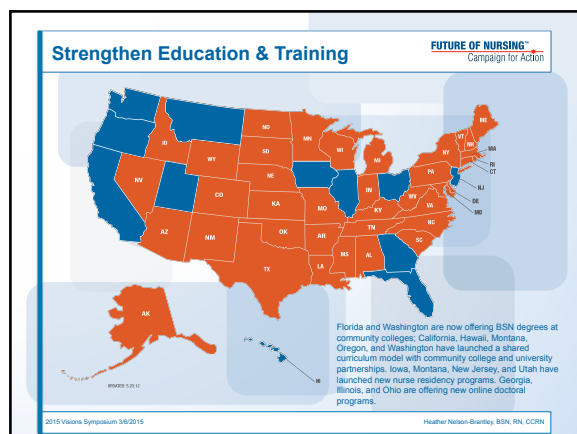 Strengthen Education & Training
FUTURE OF NURSING™
Campaign for Action
ME
ND
MN
VT
NH
ID
WI
NY
MA
SD
MI
RI
WY
CT
PA
NE
NJ
NV
IN
CO
WV
DE
VA
MD
KA
MO
KY
NC
TN
OK
AZ
NM
AR
SC
MS
AL
TX
LA
AK
HI
UPDATED: 5.23.12
Florida and Washington are now offering BSN degrees at
community colleges; California, Hawaii, Montana,
Oregon, and Washington have launched a shared
curriculum model with community college and university
partnerships. Iowa, Montana, New Jersey, and Utah have
launched new nurse residency programs. Georgia,
Illinois, and Ohio are offering new online doctoral
programs.
2015 Visions Symposium 3/6/2015
Heather Nelson-Brantley, BSN, RN, CCRN